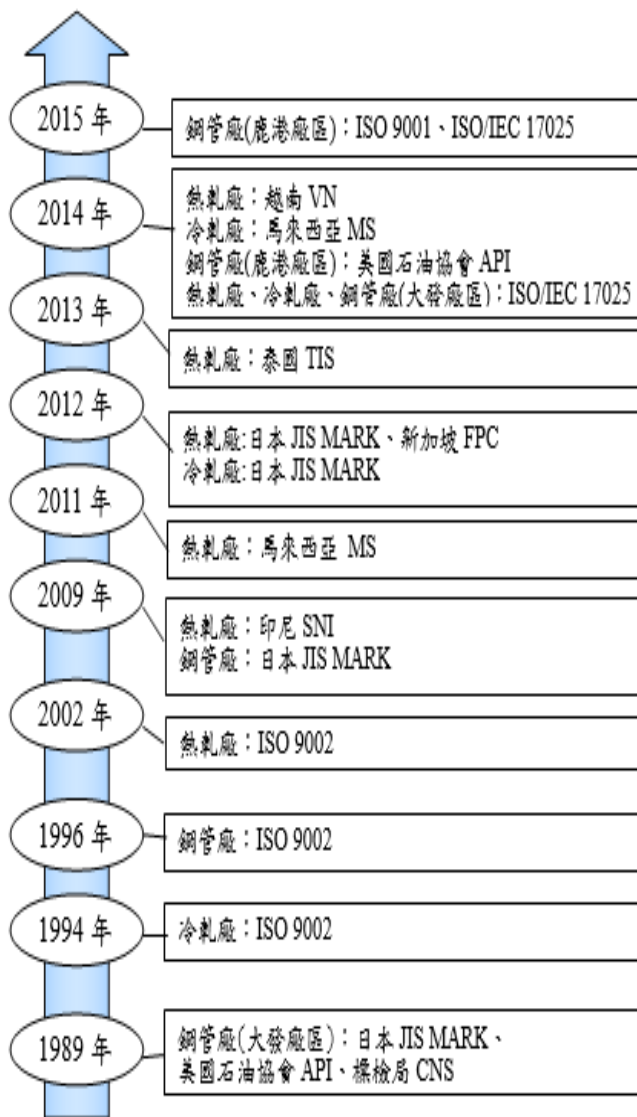 2015 年
鋼管廠(鹿港廠區)：ISO 9001、ISO/IEC 17025
2014 年
熱軋廠：越南 VN
冷軋廠：馬來西亞 MS
鋼管廠(鹿港廠區)：美國石油協會 API
熱軋廠、冷軋廠、鋼管廠(大發廠區)：ISO/IEC 17025
2013 年
熱軋廠：泰國 TIS
2012 年
熱軋廠:日本 JIS MARK、新加坡 FPC
冷軋廠:日本 JIS MARK
2011 年
熱軋廠：馬來西亞 MS
2009 年
熱軋廠：印尼 SNI
鋼管廠：日本 JIS MARK
2002 年
熱軋廠：ISO 9002
1996 年
鋼管廠：ISO 9002
1994 年
冷軋廠：ISO 9002
1989 年
鋼管廠(大發廠區)：日本 JIS MARK、
美國石油協會 API、標檢局 CNS